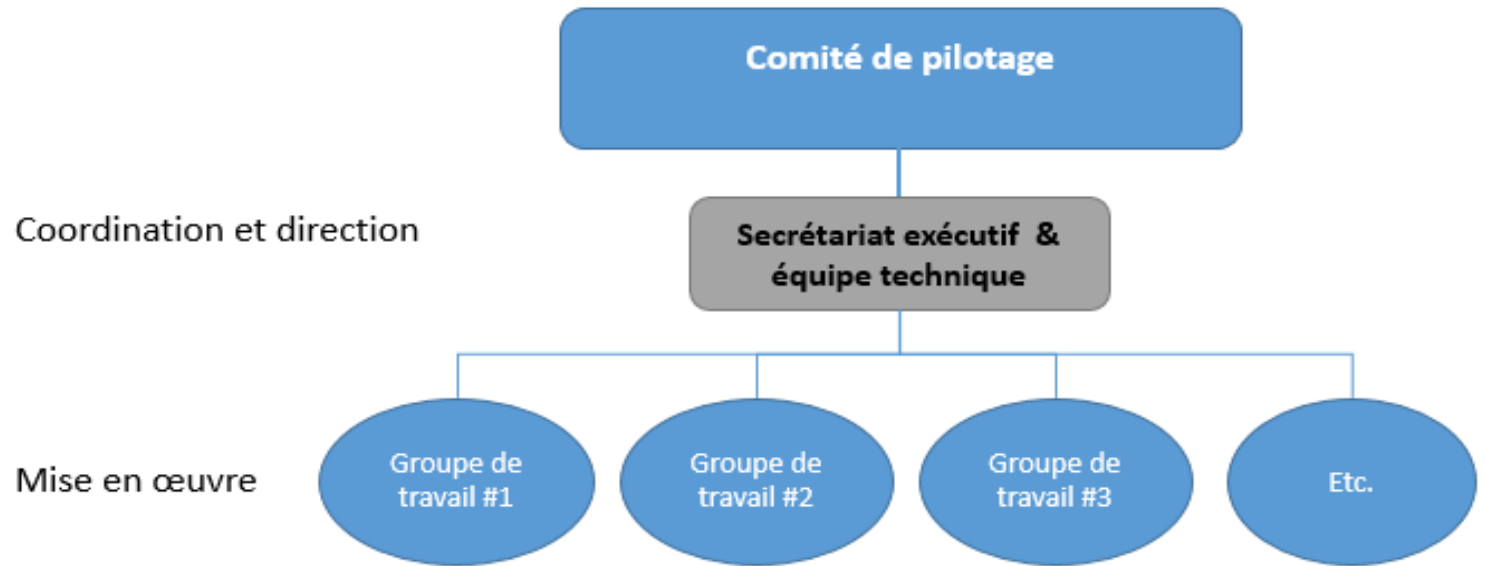 Comité de pilotage
Coordination et direction
Secrétariat exécutif &
équipe technique
Mise en œuvre
Groupe de
travail #1
Groupe de
travail #2
Groupe de
travail #3
Etc.